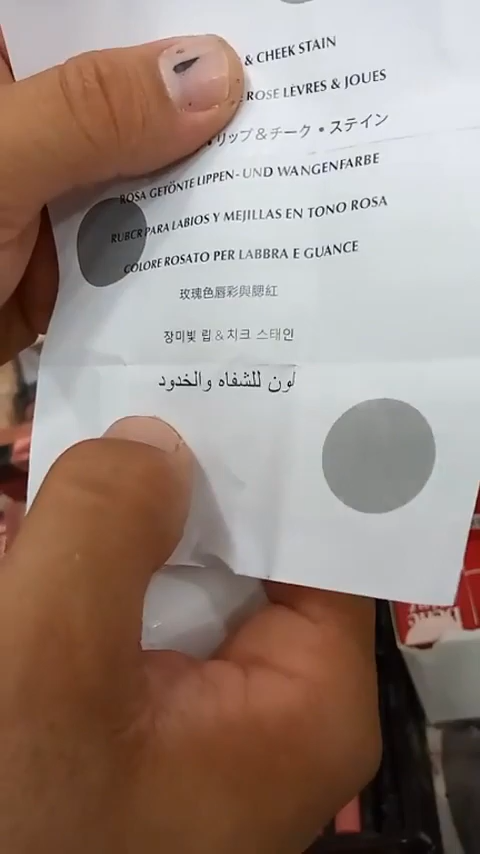 & CHEEK STAIN
ROSE LÈVRES & JOUES
リップ＆チーク・ステイン
ROSA GETÖNTE LIPPEN- UND WANGENFARBE
RUBOR PARA LABIOS Y MEJILLAS EN TONO ROSA
COLORE ROSATO PER LABBRA E GUANCE
玫瑰色唇彩與腮紅
장미빛 립 & 치크 스테인
لون للشفاه والخدود